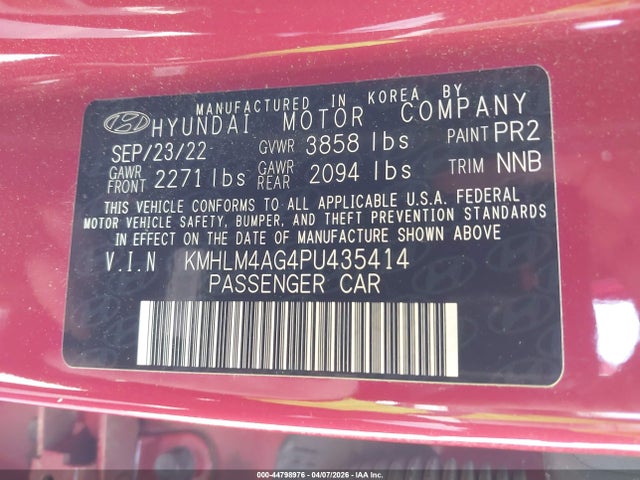 MANUFACTURED IN KOREA BY
HYUNDAI MOTOR COMPANY
SEP/23/22 GVWR 3858 lbs PAINT PR2
GAWR FRONT 2271 lbs GAWR REAR 2094 lbs TRIM NNB
THIS VEHICLE CONFORMS TO ALL APPLICABLE U.S.A. FEDERAL
MOTOR VEHICLE SAFETY, BUMPER, AND THEFT PREVENTION STANDARDS
IN EFFECT ON THE DATE OF MANUFACTURE SHOWN ABOVE
V.I.N KMHLM4AG4PU435414
PASSENGER CAR
000-44798976 - 04/07/2026 - IAA Inc.